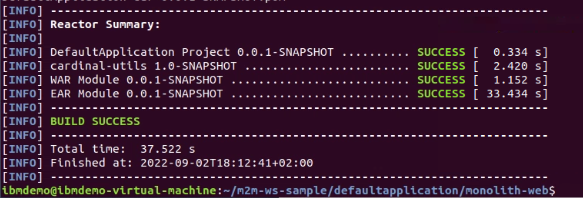 [INFO] ------------------------------------------------------------------------
[INFO] Reactor Summary:
[INFO]
[INFO] DefaultApplication Project 0.0.1-SNAPSHOT .......... SUCCESS [  0.334 s]
[INFO] cardinal-utils 1.0-SNAPSHOT ........................ SUCCESS [  2.420 s]
[INFO] WAR Module 0.0.1-SNAPSHOT .......................... SUCCESS [  1.152 s]
[INFO] EAR Module 0.0.1-SNAPSHOT .......................... SUCCESS [ 33.434 s]
[INFO] ------------------------------------------------------------------------
[INFO] BUILD SUCCESS
[INFO] ------------------------------------------------------------------------
[INFO] Total time:  37.522 s
[INFO] Finished at: 2022-09-02T18:12:41+02:00
[INFO] ------------------------------------------------------------------------
ibmdemo@ibmdemo-virtual-machine:~/m2m-ws-sample/defaultapplication/monolith-web$